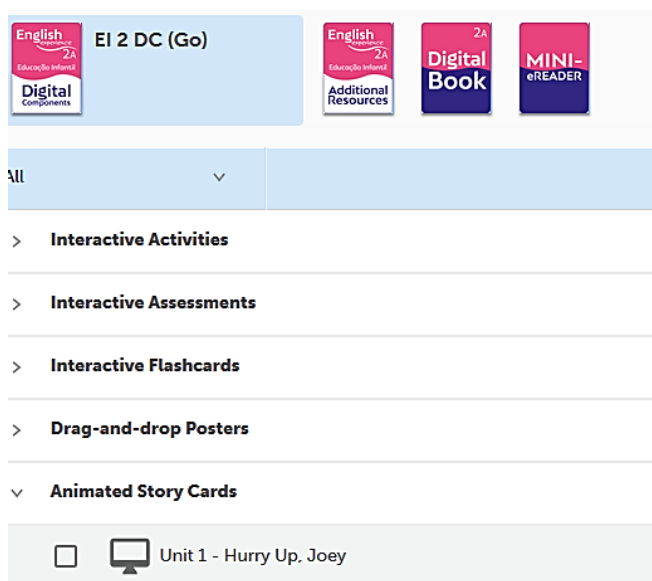 English
experience
2A
Educação Infantil
Digital
Components
EI 2 DC (Go)
English
experience
2A
Educação Infantil
Additional
Resources
2A
Digital
Book
MINI-
eREADER
All
Interactive Activities
Interactive Assessments
Interactive Flashcards
Drag-and-drop Posters
Animated Story Cards
Unit 1 - Hurry Up, Joey